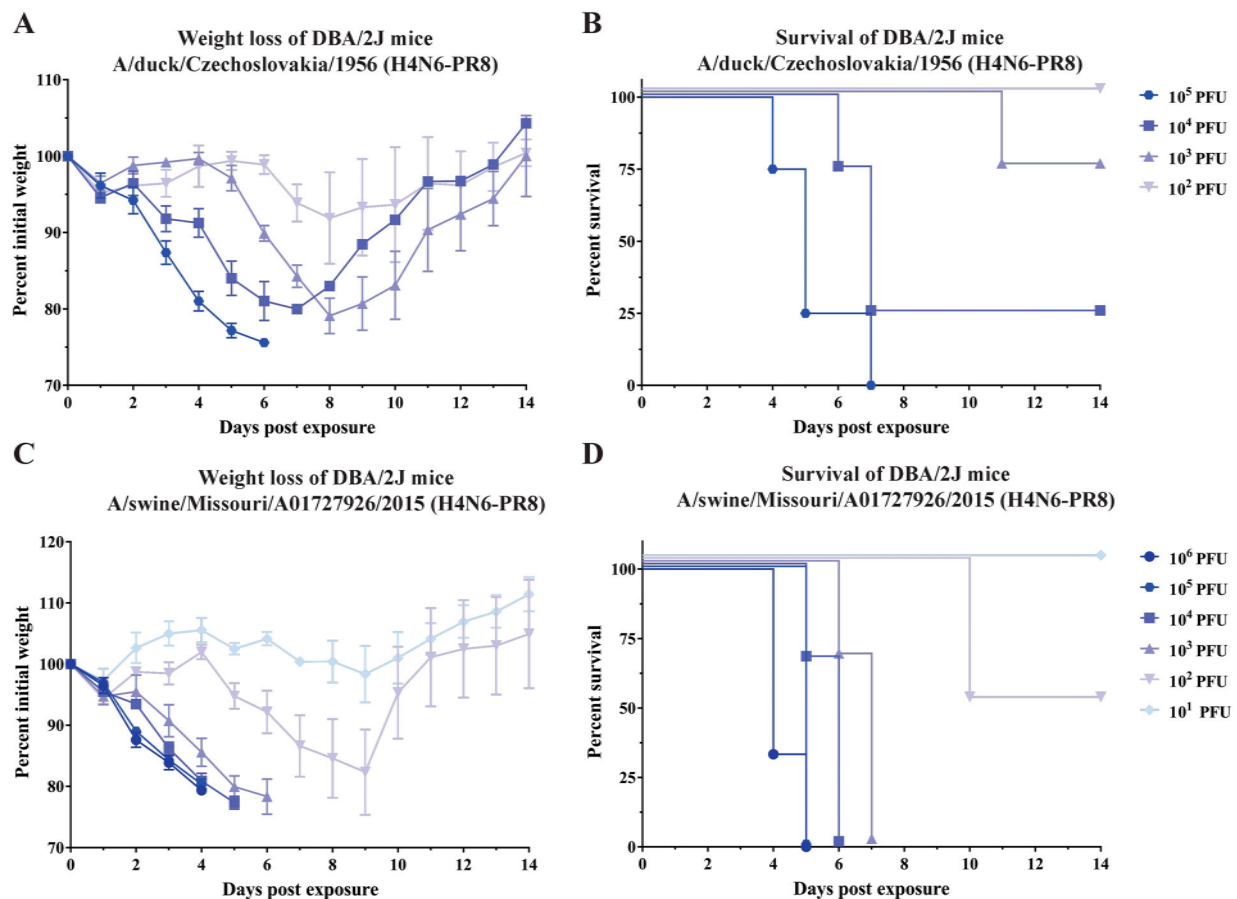 A
Weight loss of DBA/2J mice
A/duck/Czechoslovakia/1956 (H4N6-PR8)
110
100
90
80
70
Percent initial weight
0 2 4 6 8 10 12 14
Days post exposure
B
Survival of DBA/2J mice
A/duck/Czechoslovakia/1956 (H4N6-PR8)
100
75
50
25
0
Percent survival
0 2 4 6 8 10 12 14
Days post exposure
10⁵ PFU
10⁴ PFU
10³ PFU
10² PFU
C
Weight loss of DBA/2J mice
A/swine/Missouri/A01727926/2015 (H4N6-PR8)
120
110
100
90
80
70
Percent initial weight
0 2 4 6 8 10 12 14
Days post exposure
D
Survival of DBA/2J mice
A/swine/Missouri/A01727926/2015 (H4N6-PR8)
100
75
50
25
0
Percent survival
0 2 4 6 8 10 12 14
Days post exposure
10⁶ PFU
10⁵ PFU
10⁴ PFU
10³ PFU
10² PFU
10¹ PFU